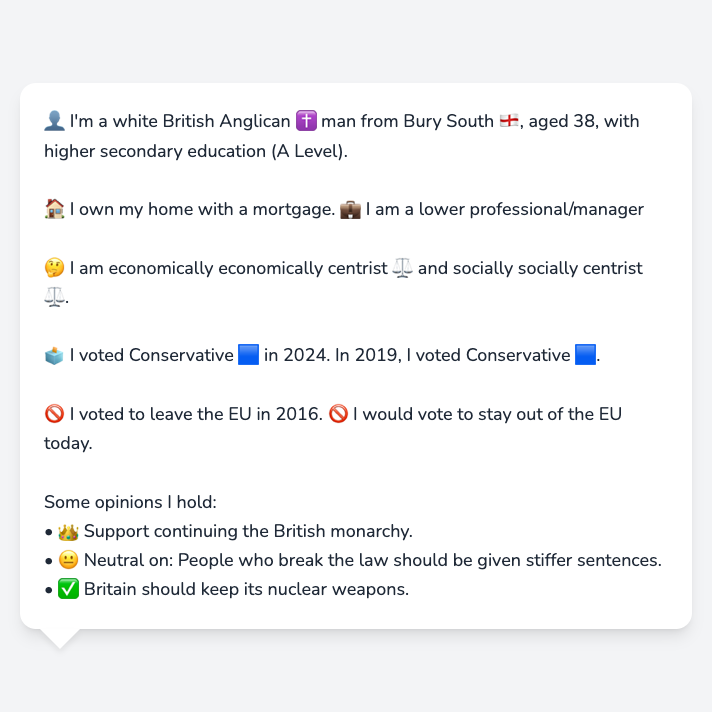 👤 I'm a white British Anglican ✝️ man from Bury South 🏴󠁧󠁢󠁥󠁮󠁧󠁿, aged 38, with
higher secondary education (A Level).
🏠 I own my home with a mortgage. 💼 I am a lower professional/manager
🤔 I am economically economically centrist ⚖️ and socially socially centrist
⚖️.
🗳️ I voted Conservative 🟦 in 2024. In 2019, I voted Conservative 🟦.
🚫 I voted to leave the EU in 2016. 🚫 I would vote to stay out of the EU
today.
Some opinions I hold:
• 👑 Support continuing the British monarchy.
• 😐 Neutral on: People who break the law should be given stiffer sentences.
• ✅ Britain should keep its nuclear weapons.